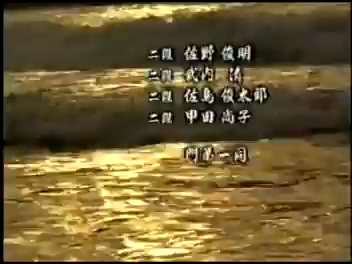 二段 佐野 俊明
二段 武内 清
二段 佐鳥 俊太郎
二段 甲田 尚子
門弟一同